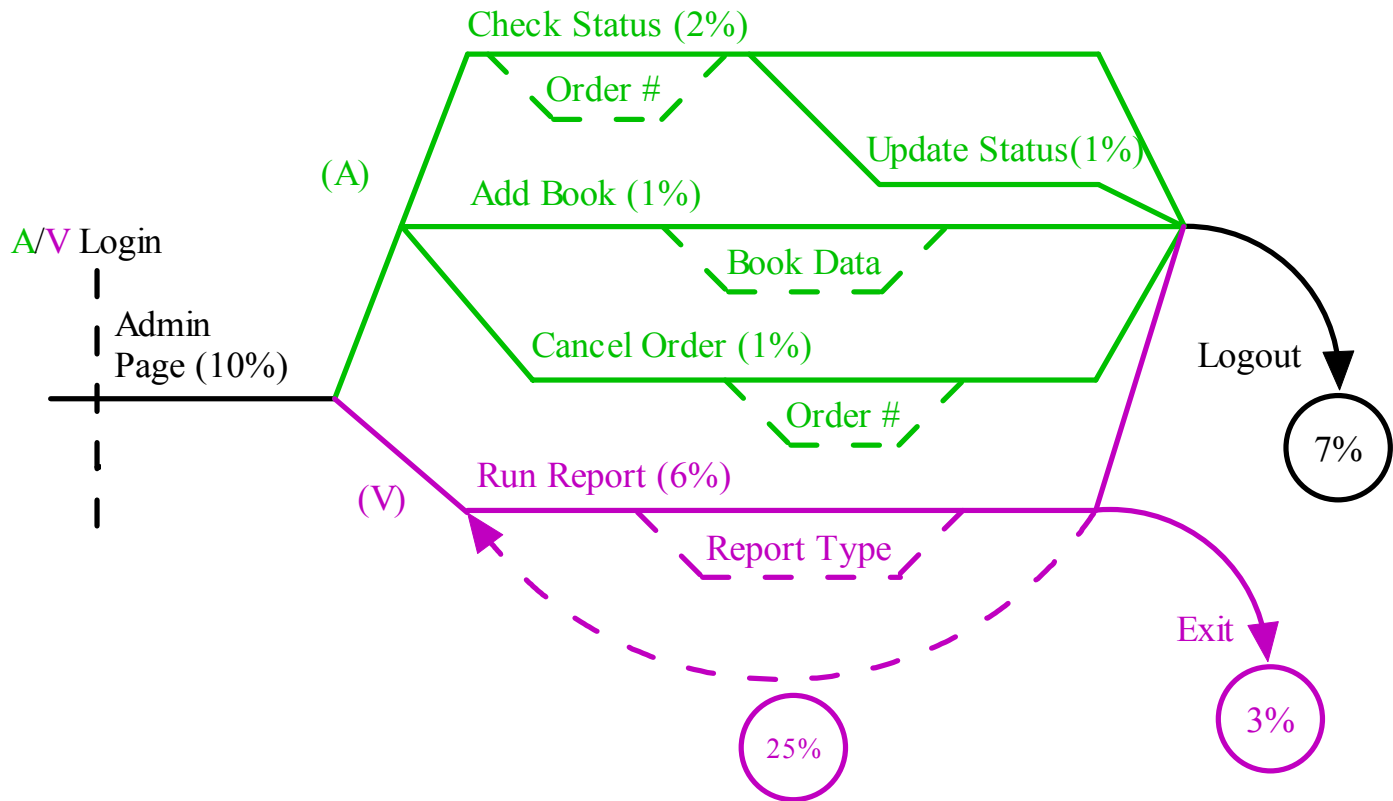 Check Status (2%)
Order #
Update Status(1%)
(A)
Add Book (1%)
A/V Login
Book Data
Admin
Page (10%)
Cancel Order (1%)
Logout
Order #
7%
Run Report (6%)
(V)
Report Type
Exit
3%
25%